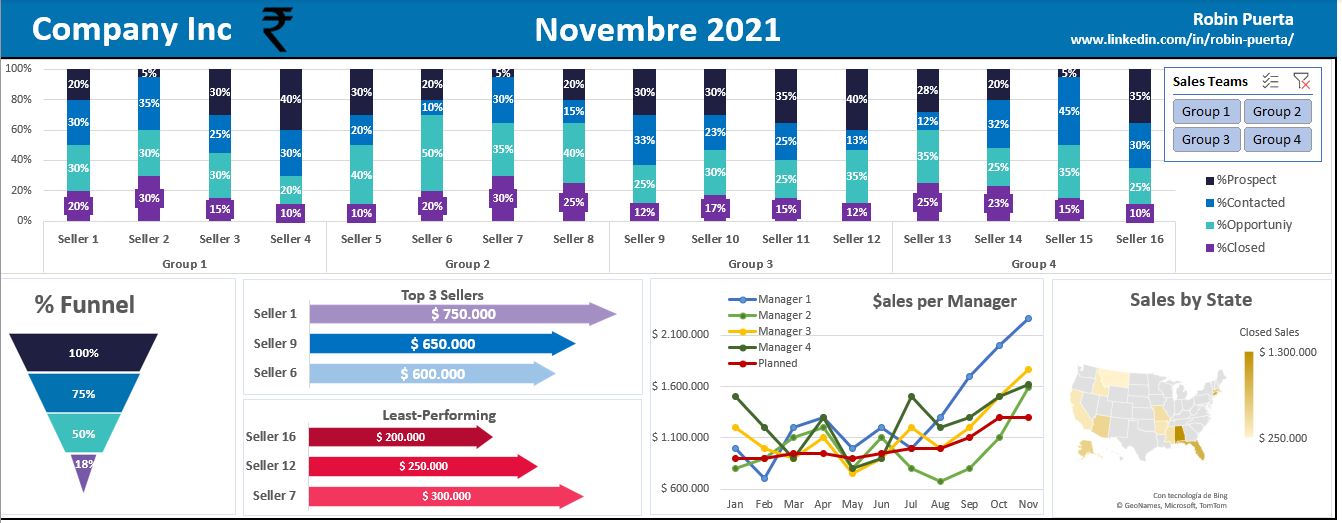 Company Inc ₹
Novembre 2021
Robin Puerta
www.linkedin.com/in/robin-puerta/
100%
80%
60%
40%
20%
0%
20% 5% 30% 40% 30% 20% 5% 20% 30% 30% 35% 40% 28% 20% 5% 35%
30% 35% 25% 30% 20% 10% 30% 15% 33% 23% 25% 13% 12% 32% 45% 30%
30% 30% 30% 20% 40% 50% 35% 40% 25% 30% 25% 35% 35% 25% 35% 25%
20% 30% 15% 10% 10% 20% 30% 25% 12% 17% 15% 12% 25% 23% 15% 10%
Seller 1 Seller 2 Seller 3 Seller 4 Seller 5 Seller 6 Seller 7 Seller 8 Seller 9 Seller 10 Seller 11 Seller 12 Seller 13 Seller 14 Seller 15 Seller 16
Group 1 Group 2 Group 3 Group 4
Sales Teams
Group 1 Group 2
Group 3 Group 4
%Prospect
%Contacted
%Opportuniy
%Closed
% Funnel
100%
75%
50%
18%
Top 3 Sellers
Seller 1 $ 750.000
Seller 9 $ 650.000
Seller 6 $ 600.000
Least-Performing
Seller 16 $ 200.000
Seller 12 $ 250.000
Seller 7 $ 300.000
$ales per Manager
Manager 1
Manager 2
Manager 3
Manager 4
Planned
$ 2.100.000
$ 1.600.000
$ 1.100.000
$ 600.000
Jan Feb Mar Apr May Jun Jul Aug Sep Oct Nov
Sales by State
Closed Sales
$ 1.300.000
$ 250.000
Con tecnología de Bing
© GeoNames, Microsoft, TomTom